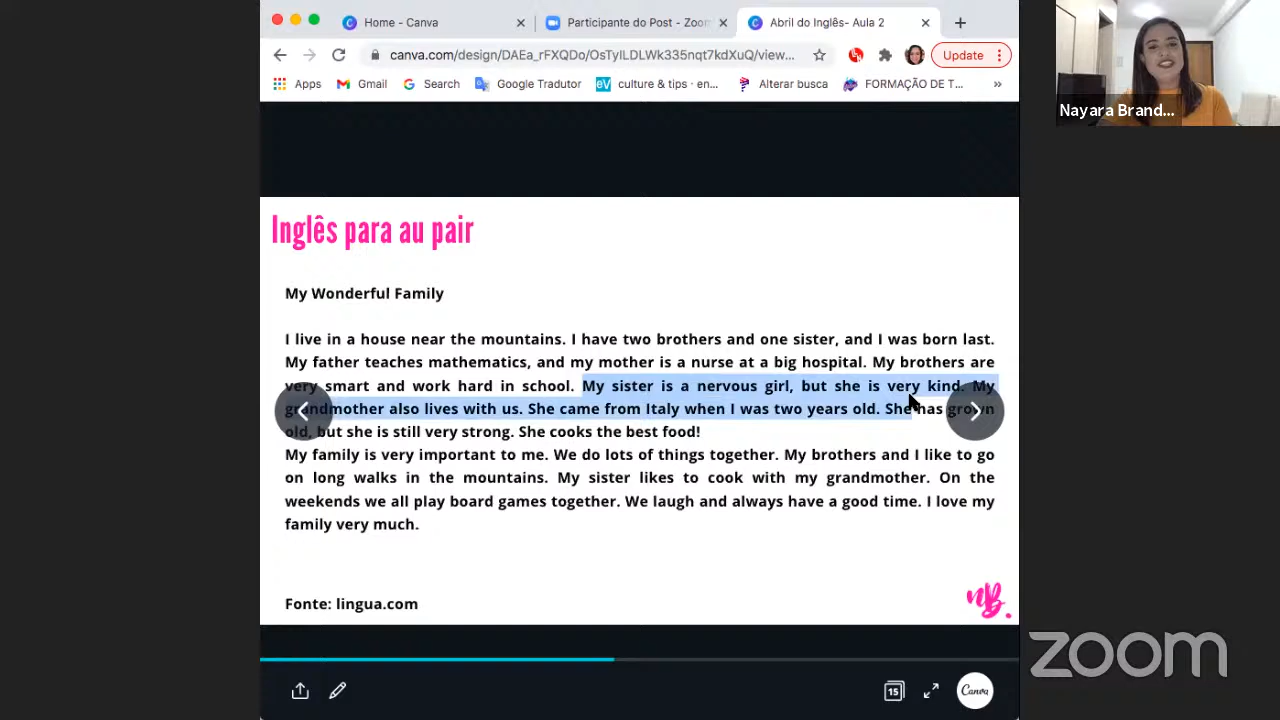 Home - Canva
Participante do Post - Zoom
Abril do Inglês- Aula 2
canva.com/design/DAEa_rFXQDo/OsTylLDLWk335nqt7kdXuQ/view...
Update
Apps
Gmail
Search
Google Tradutor
culture & tips · en...
Alterar busca
FORMAÇÃO DE T...
»
Nayara Brand...
Inglês para au pair
My Wonderful Family
I live in a house near the mountains. I have two brothers and one sister, and I was born last.
My father teaches mathematics, and my mother is a nurse at a big hospital. My brothers are
very smart and work hard in school. My sister is a nervous girl, but she is very kind. My
grandmother also lives with us. She came from Italy when I was two years old. She has grown
old, but she is still very strong. She cooks the best food!
My family is very important to me. We do lots of things together. My brothers and I like to go
on long walks in the mountains. My sister likes to cook with my grandmother. On the
weekends we all play board games together. We laugh and always have a good time. I love my
family very much.
Fonte: lingua.com
nB.
15
Canva
zoom